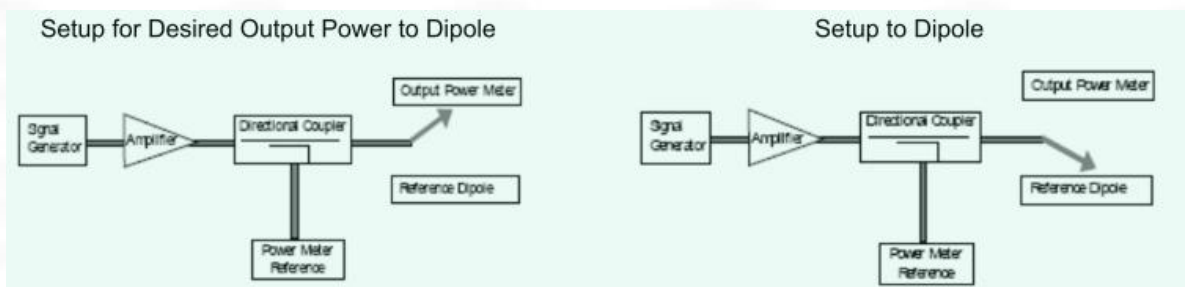 Setup for Desired Output Power to Dipole
Output Power Meter
Signal
Generator
Amplifier
Directional Coupler
Reference Dipole
Power Meter
Reference
Setup to Dipole
Output Power Meter
Signal
Generator
Amplifier
Directional Coupler
Reference Dipole
Power Meter
Reference